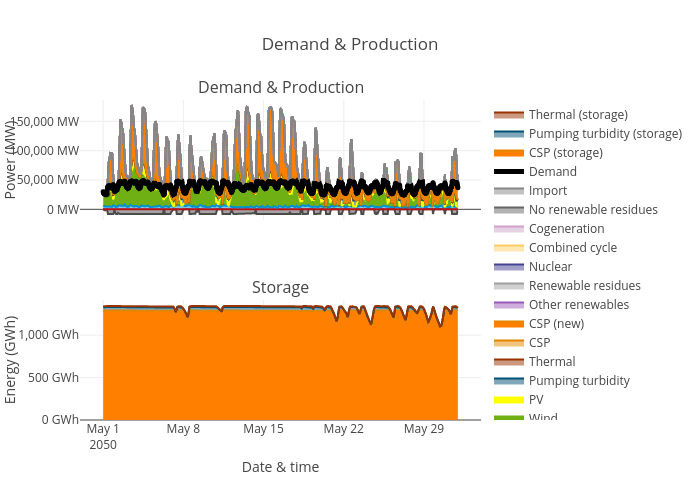 Demand & Production
Demand & Production
Power (MW)
150,000 MW
100,000 MW
50,000 MW
0 MW
Storage
Energy (GWh)
1,000 GWh
500 GWh
0 GWh
May 1
2050
May 8
May 15
May 22
May 29
Date & time
Thermal (storage)
Pumping turbidity (storage)
CSP (storage)
Demand
Import
No renewable residues
Cogeneration
Combined cycle
Nuclear
Renewable residues
Other renewables
CSP (new)
CSP
Thermal
Pumping turbidity
PV
Wind